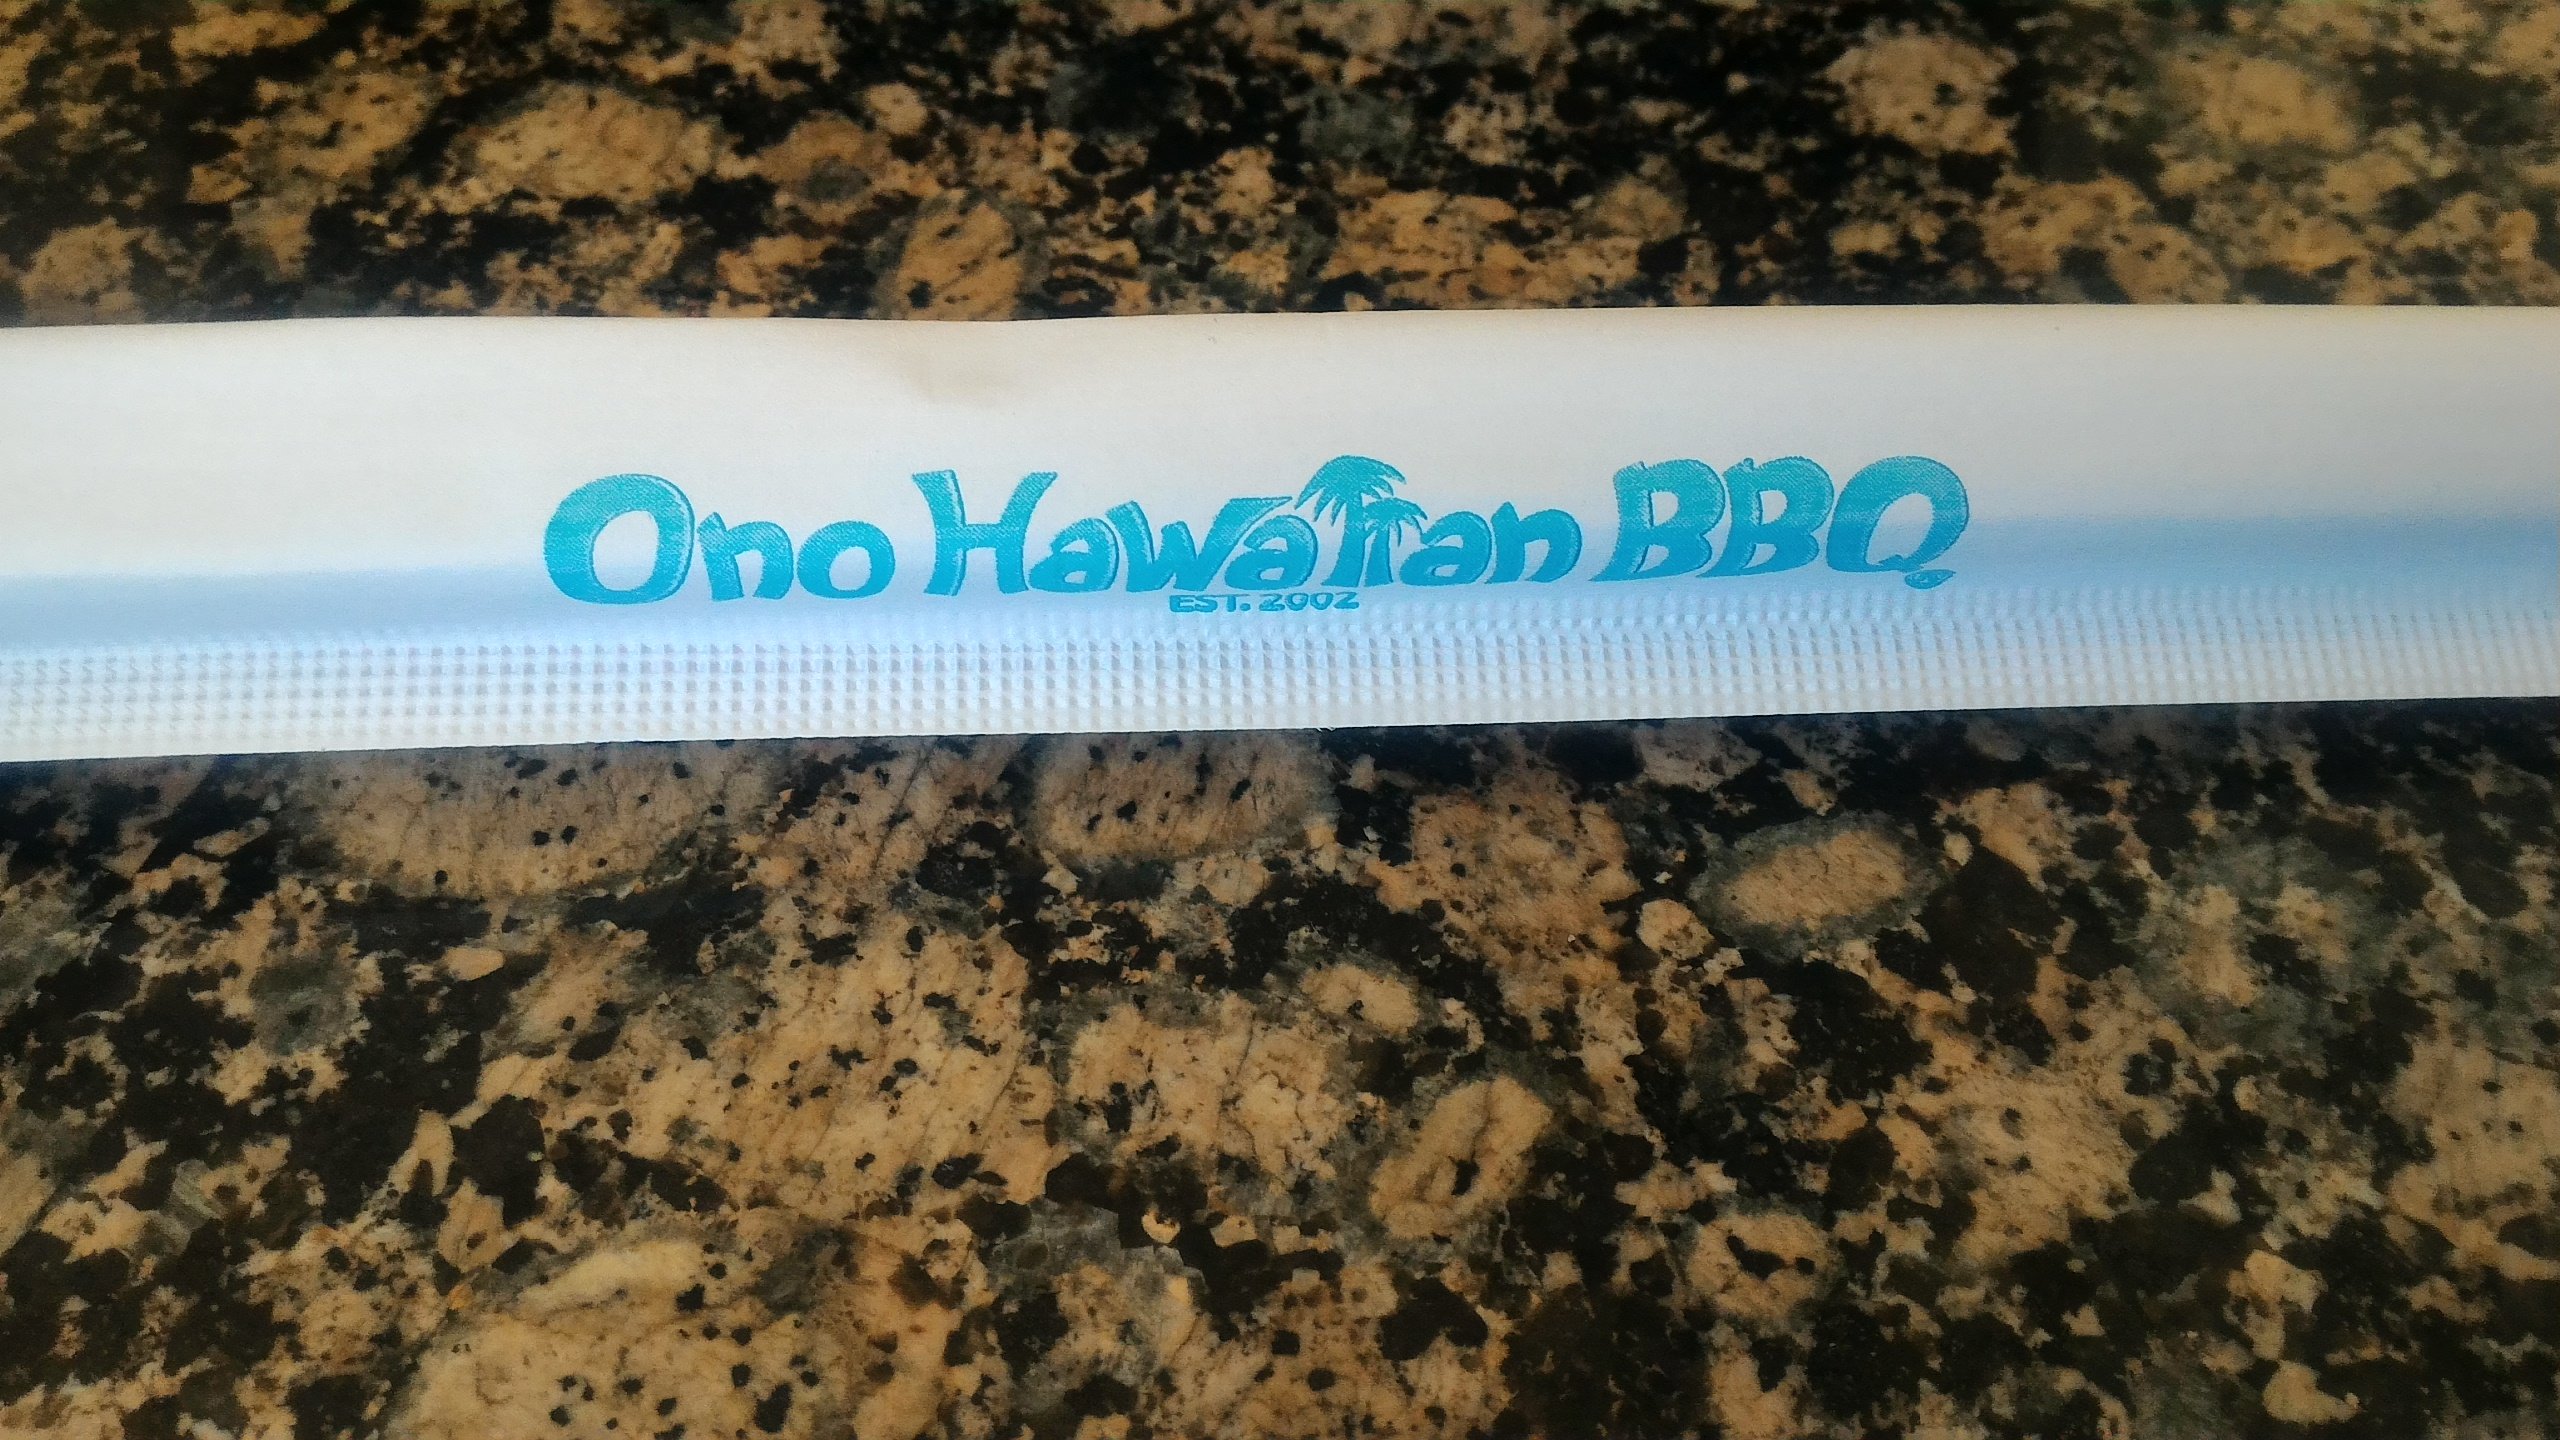 Ono Hawaiian BBQ
EST. 2002